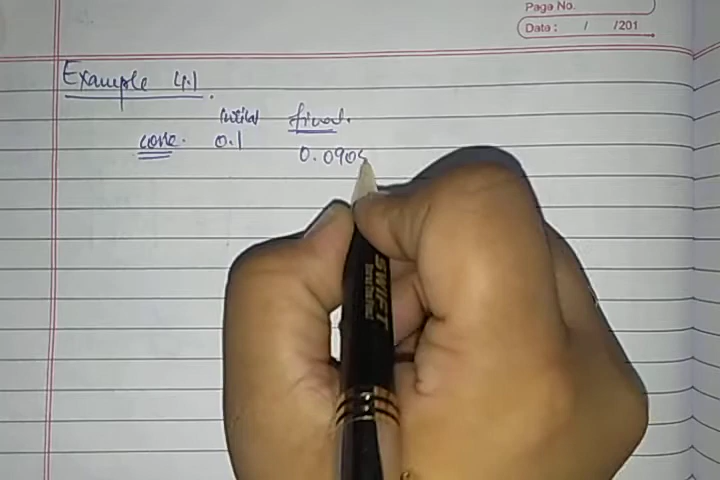 Page No.
Date : / /201
Example 4.1
initial final.
conc. 0.1 0.0905
SWIFT